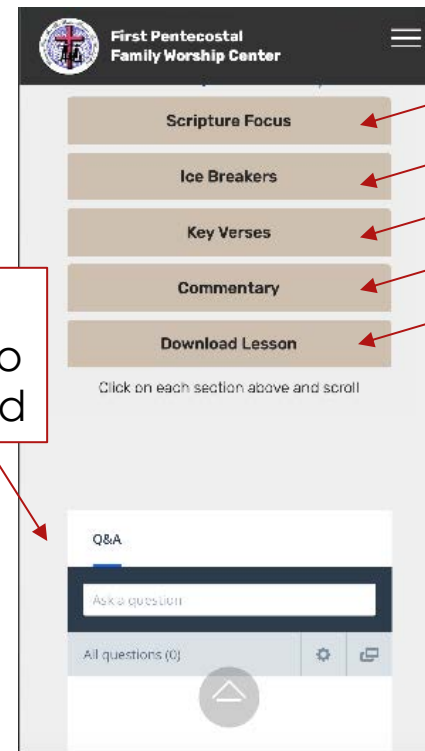 First Pentecostal
Family Worship Center
Scripture Focus
Ice Breakers
Key Verses
Commentary
Download Lesson
Click on each section above and scroll
Q&A
Ask a question
All questions (0)